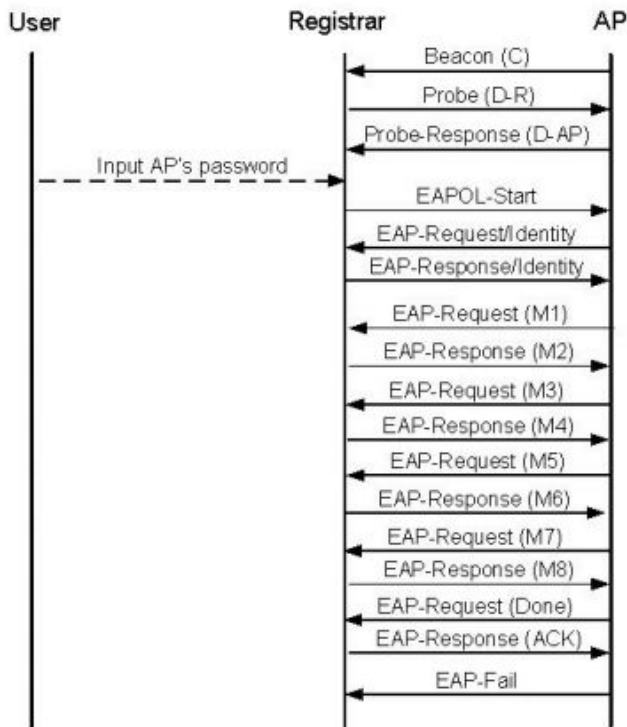 User Registrar AP
Beacon (C)
Probe (D-R)
Probe-Response (D-AP)
Input AP's password
EAPOL-Start
EAP-Request/Identity
EAP-Response/Identity
EAP-Request (M1)
EAP-Response (M2)
EAP-Request (M3)
EAP-Response (M4)
EAP-Request (M5)
EAP-Response (M6)
EAP-Request (M7)
EAP-Response (M8)
EAP-Request (Done)
EAP-Response (ACK)
EAP-Fail